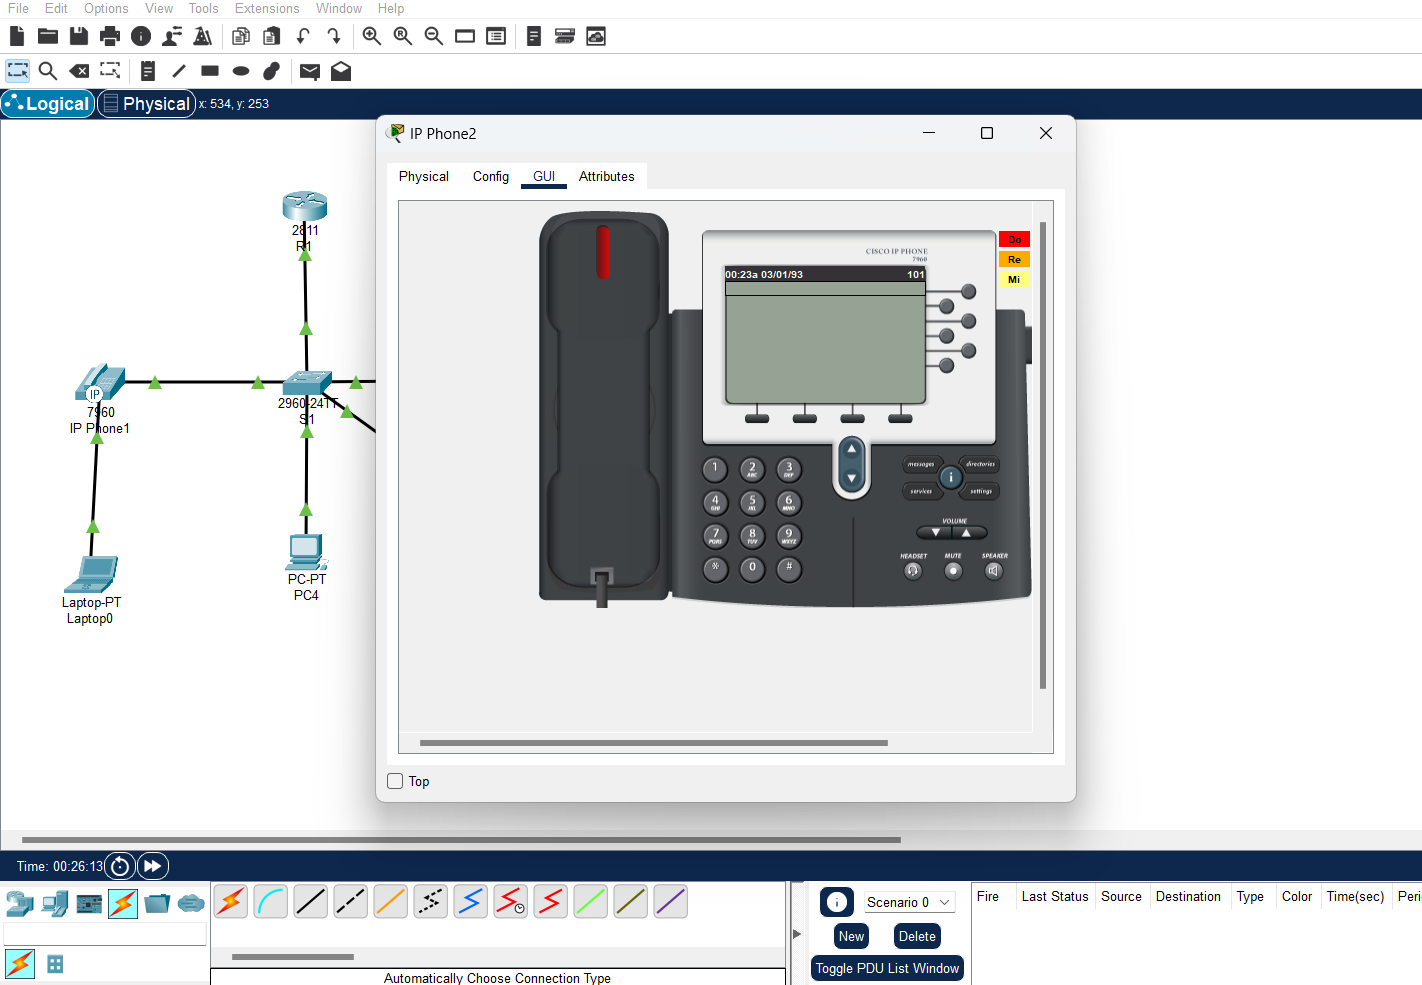 File Edit Options View Tools Extensions Window Help
Logical Physical x: 534, y: 253
IP Phone2
Physical Config GUI Attributes
2811
R1
CISCO IP PHONE
7960
00:23a 03/01/93 101
Do
Re
Mi
IP
7960
IP Phone1
2960-24TT
S1
messages directories
i
services settings
1 2 ABC 3 DEF
4 GHI 5 JKL 6 MNO
7 PQRS 8 TUV 9 WXYZ
* 0 #
VOLUME
HEADSET MUTE SPEAKER
PC-PT
PC4
Laptop-PT
Laptop0
Top
Time: 00:26:13
Scenario 0
New Delete
Toggle PDU List Window
Fire Last Status Source Destination Type Color Time(sec) Peri
Automatically Choose Connection Type